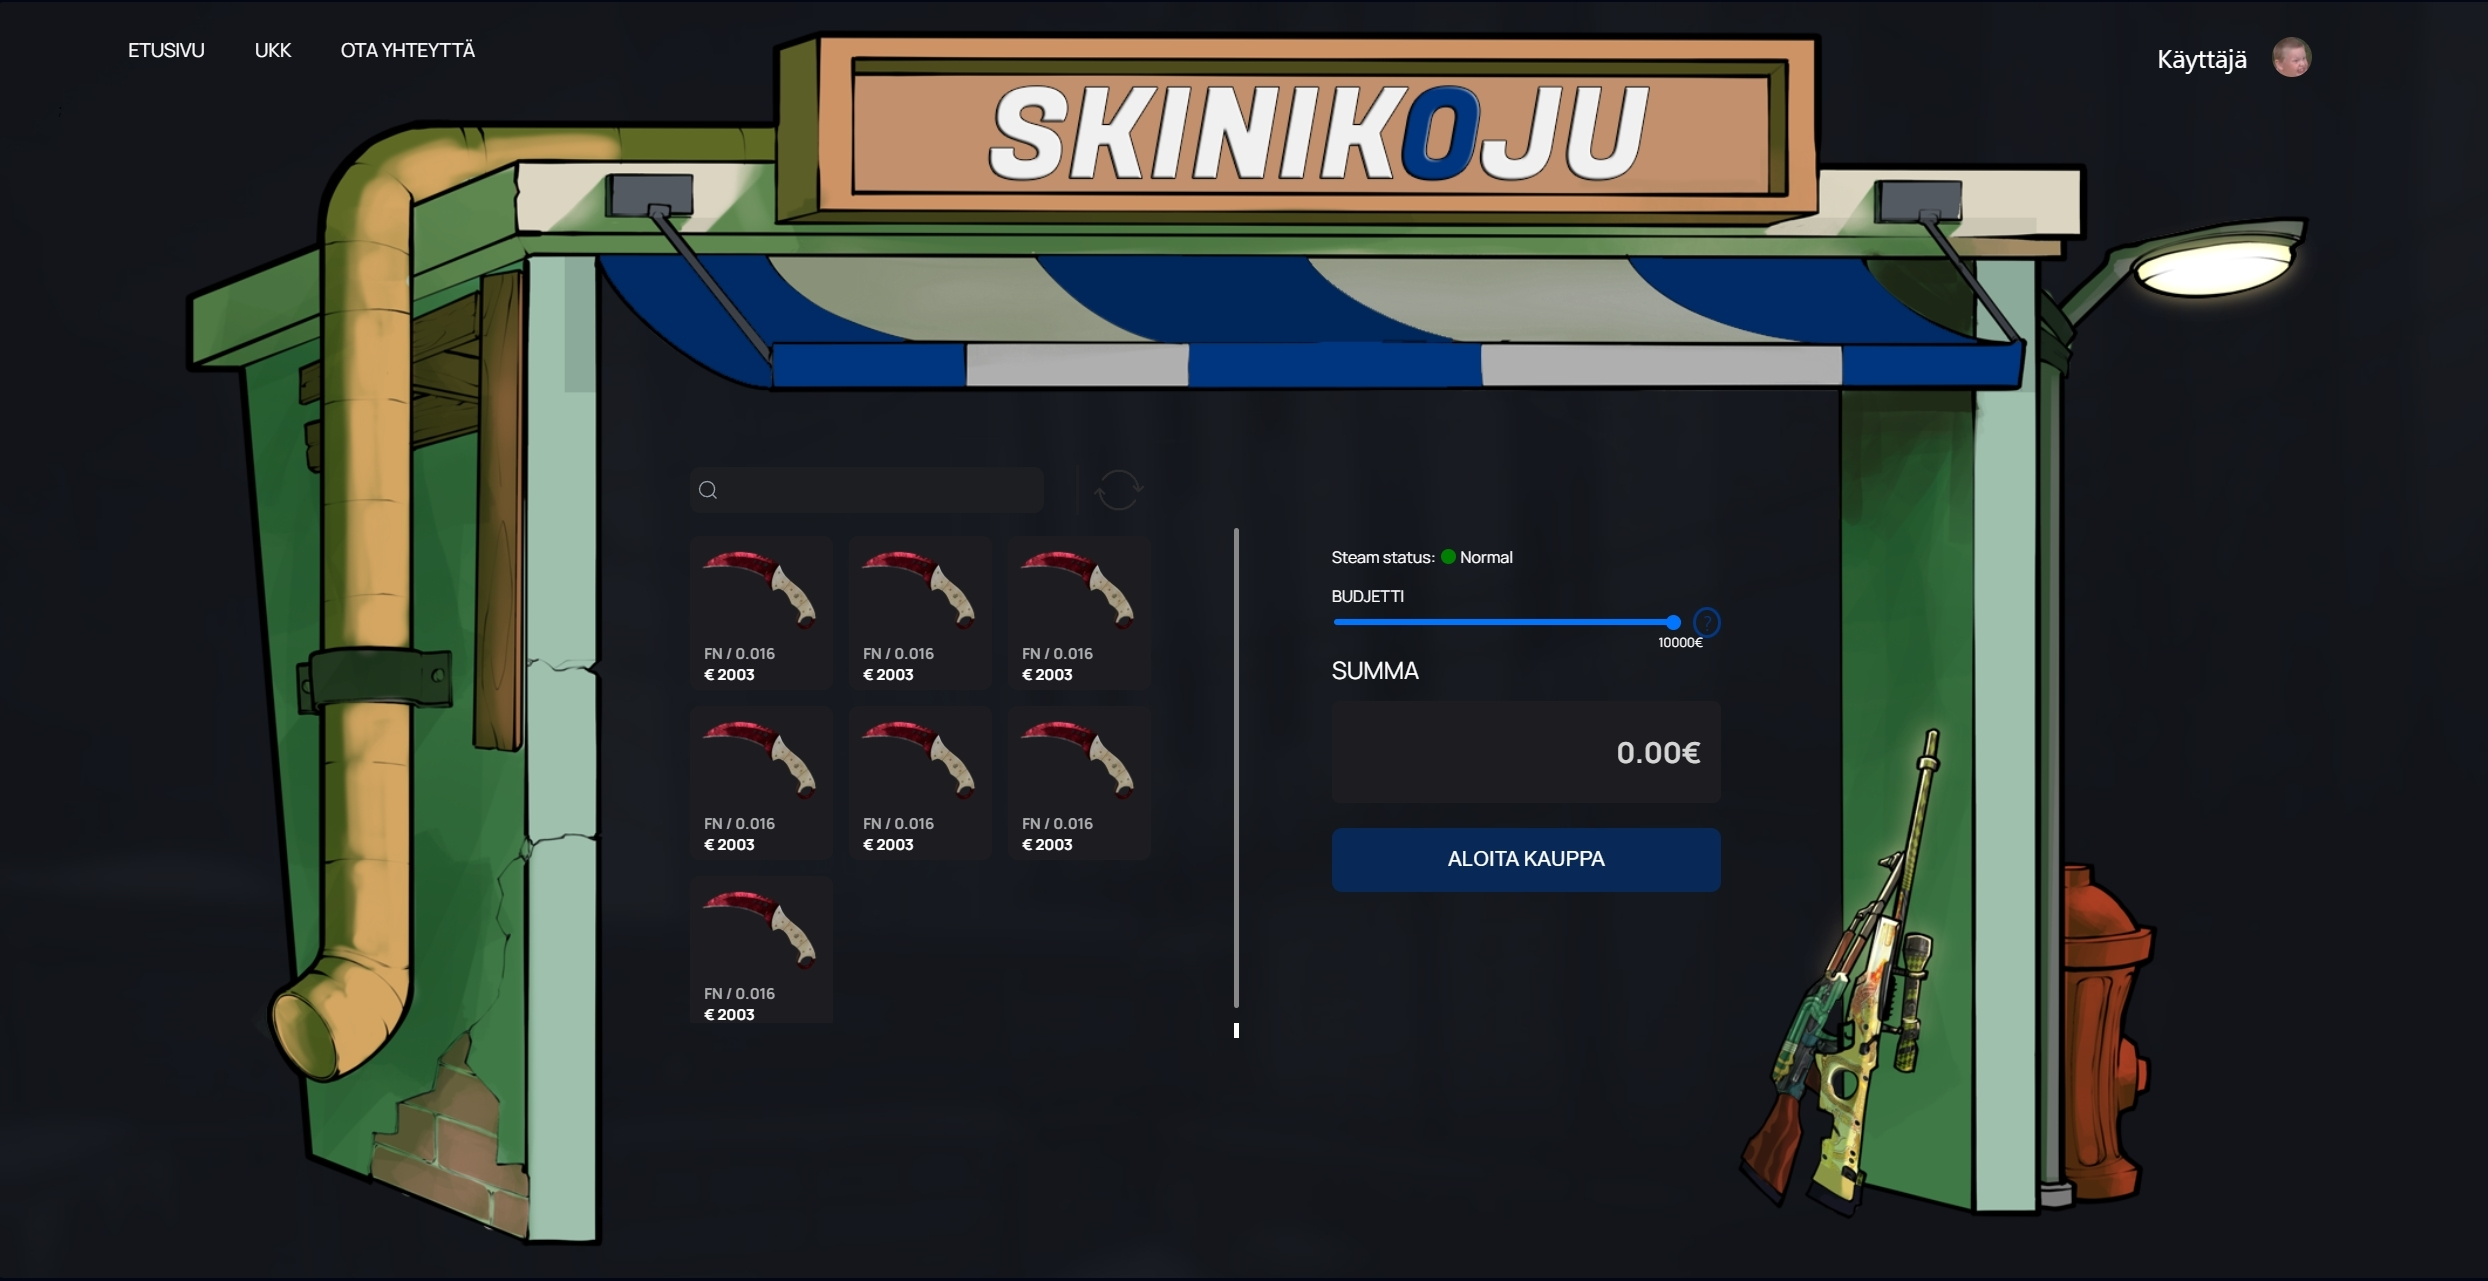 ETUSIVU UKK OTA YHTEYTTÄ
Käyttäjä
SKINIKOJU
FN / 0.016 FN / 0.016 FN / 0.016
€ 2003 € 2003 € 2003
FN / 0.016 FN / 0.016 FN / 0.016
€ 2003 € 2003 € 2003
FN / 0.016
€ 2003
Steam status: Normal
BUDJETTI
?
10000€
SUMMA
0.00€
ALOITA KAUPPA